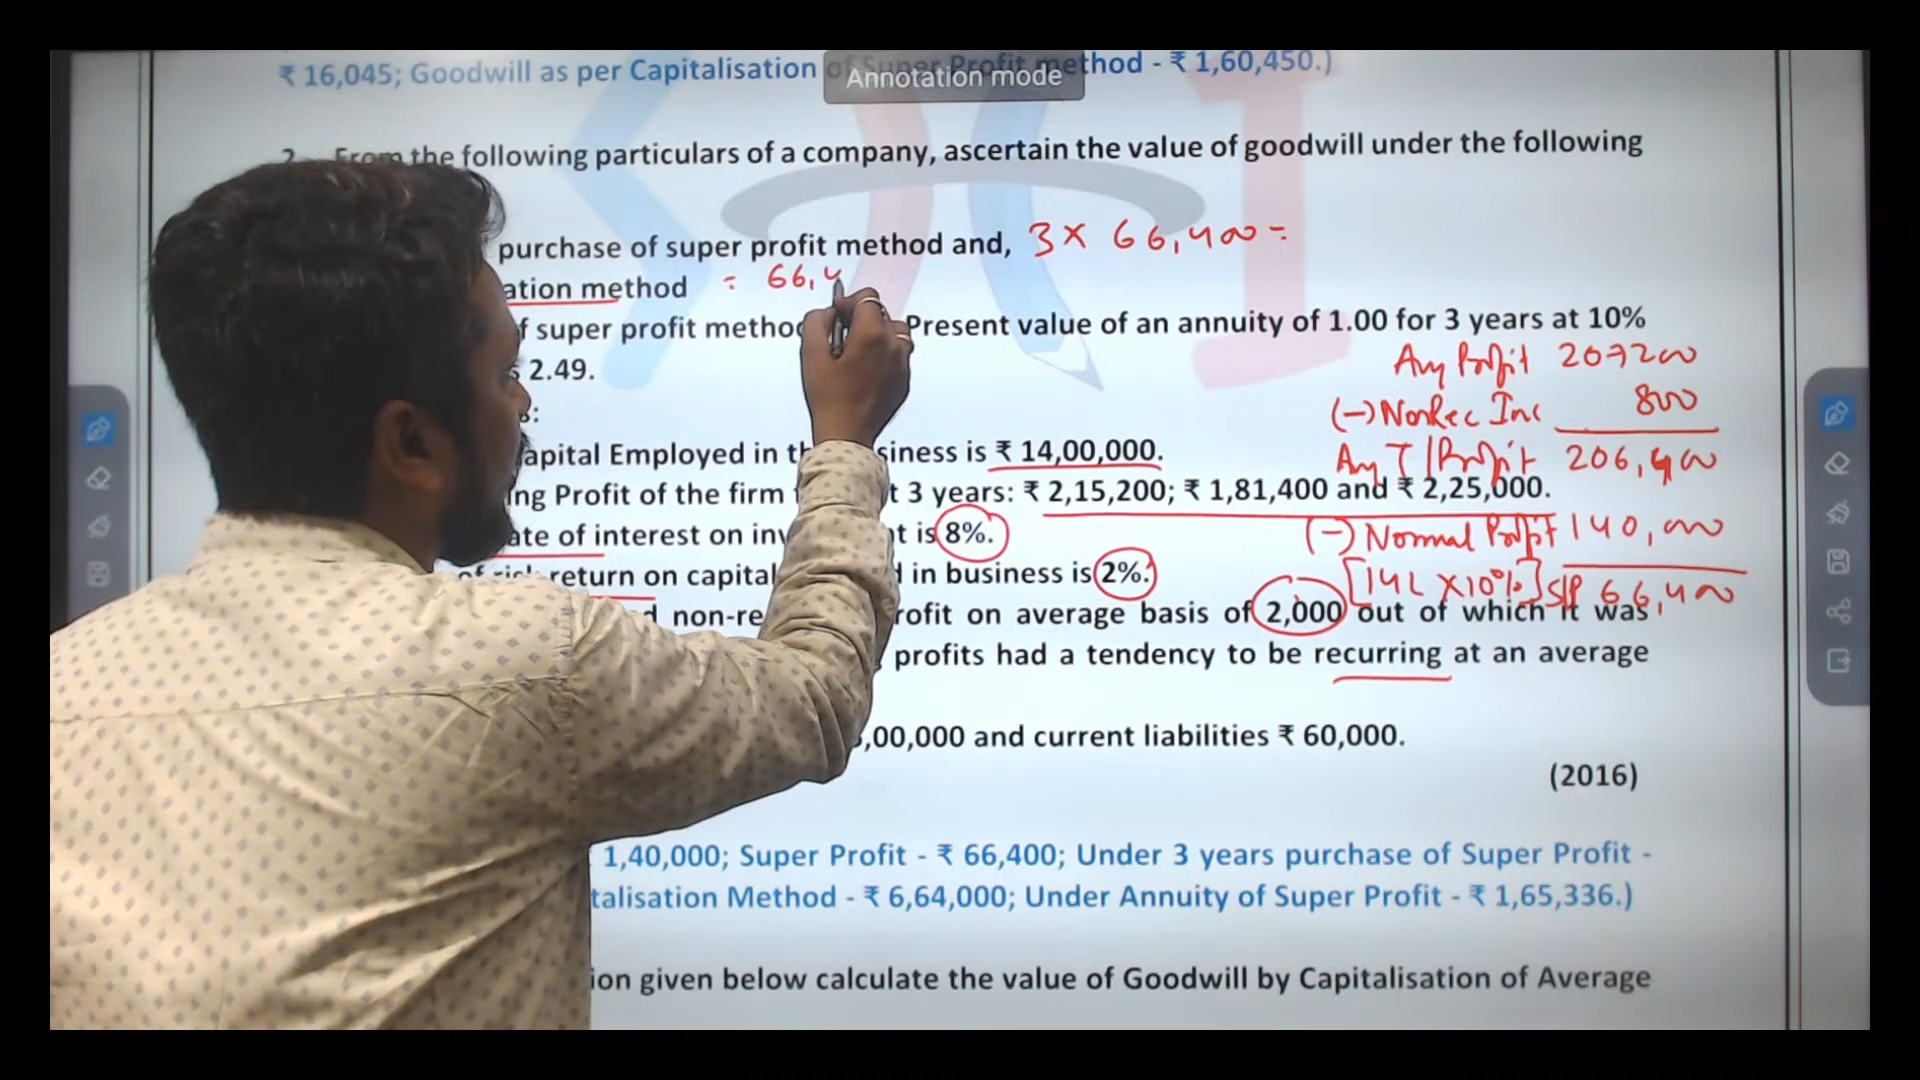 ₹ 16,045; Goodwill as per Capitalisation of Super Profit method - ₹ 1,60,450.)
Annotation mode
2. From the following particulars of a company, ascertain the value of goodwill under the following
purchase of super profit method and, 3 × 66,400 =
ation method = 66,4
f super profit method Present value of an annuity of 1.00 for 3 years at 10%
2.49.
Avg Profit 207200
:
(-) NonRec Inc 800
apital Employed in th siness is ₹ 14,00,000.
Avg T/Profit 206,400
ng Profit of the firm t 3 years: ₹ 2,15,200; ₹ 1,81,400 and ₹ 2,25,000.
ate of interest on inv t is 8%.
(-) Normal Profit 140,000
of risk return on capital d in business is 2%.
[14L × 10%] S/P 66,400
d non-re rofit on average basis of 2,000 out of which it was
profits had a tendency to be recurring at an average
,00,000 and current liabilities ₹ 60,000.
(2016)
1,40,000; Super Profit - ₹ 66,400; Under 3 years purchase of Super Profit -
talisation Method - ₹ 6,64,000; Under Annuity of Super Profit - ₹ 1,65,336.)
ion given below calculate the value of Goodwill by Capitalisation of Average